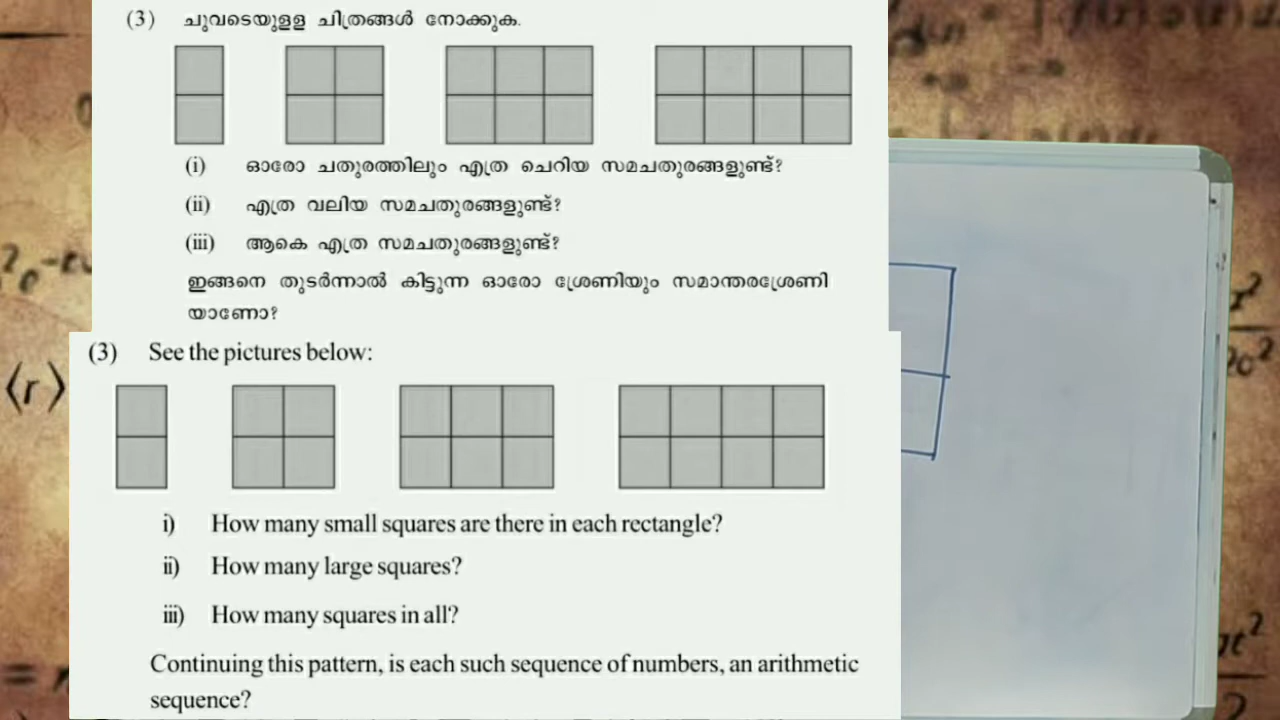 (3) ചുവടെയുളള ചിത്രങ്ങൾ നോക്കുക.
(i) ഓരോ ചതുരത്തിലും എത്ര ചെറിയ സമചതുരങ്ങളുണ്ട്?
(ii) എത്ര വലിയ സമചതുരങ്ങളുണ്ട്?
(iii) ആകെ എത്ര സമചതുരങ്ങളുണ്ട്?
ഇങ്ങനെ തുടർന്നാൽ കിട്ടുന്ന ഓരോ ശ്രേണിയും സമാന്തരശ്രേണി
യാണോ?
(3) See the pictures below:
i) How many small squares are there in each rectangle?
ii) How many large squares?
iii) How many squares in all?
Continuing this pattern, is each such sequence of numbers, an arithmetic
sequence?
⟨r⟩